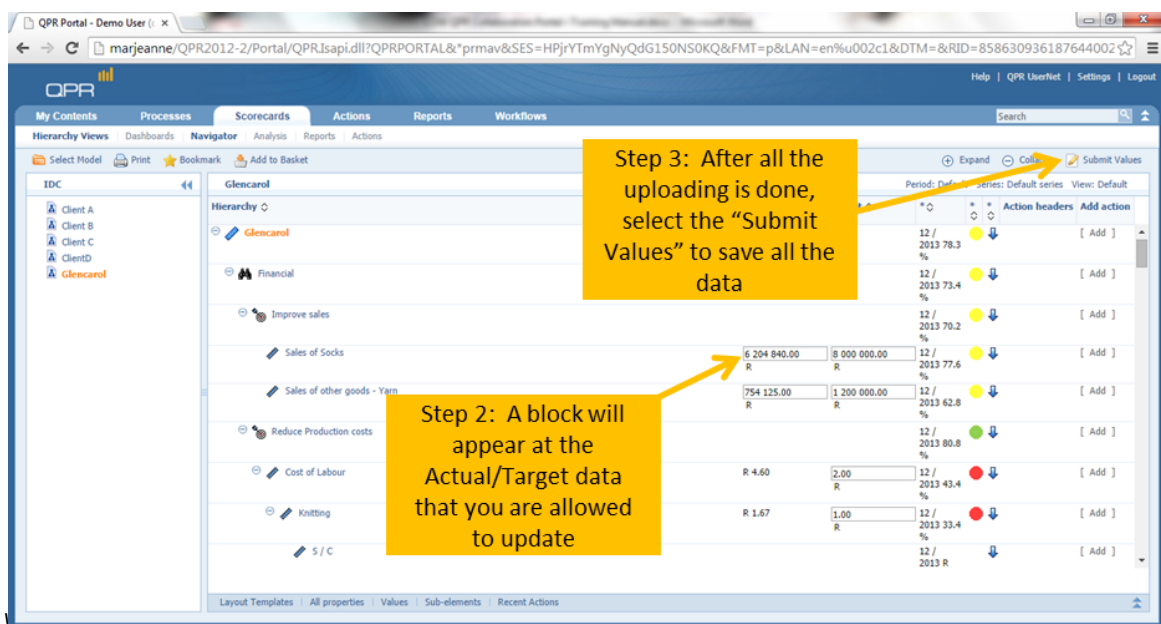 QPR Portal - Demo User (
marjeanne/QPR2012-2/Portal/QPR.Isapi.dll?QPRPORTAL&*prmav&SES=HPjrYTmYgNyQdG150NS0KQ&FMT=p&LAN=en%u002c1&DTM=&RID=858630936187644002
QPR
Help | QPR UserNet | Settings | Logout
My Contents Processes Scorecards Actions Reports Workflows Search
Hierarchy Views Dashboards Navigator Analysis Reports Actions
Select Model Print Bookmark Add to Basket Expand Submit Values
IDC Glencarol Period: Series: Default series View: Default
Client A
Client B
Client C
ClientD
Glencarol
Hierarchy * * * Action headers Add action
Glencarol 12 / 2013 78.3 % [ Add ]
Financial 12 / 2013 73.4 % [ Add ]
Improve sales 12 / 2013 70.2 % [ Add ]
Sales of Socks 6 204 840.00 R 8 000 000.00 R 12 / 2013 77.6 % [ Add ]
Sales of other goods - Yarn 754 125.00 R 1 200 000.00 R 12 / 2013 62.8 % [ Add ]
Reduce Production costs 12 / 2013 80.8 % [ Add ]
Cost of Labour R 4.60 2.00 R 12 / 2013 43.4 % [ Add ]
Knitting R 1.67 1.00 R 12 / 2013 33.4 % [ Add ]
S / C 12 / 2013 R [ Add ]
Step 3: After all the
uploading is done,
select the “Submit
Values” to save all the
data
Step 2: A block will
appear at the
Actual/Target data
that you are allowed
to update
Layout Templates | All properties | Values | Sub-elements | Recent Actions